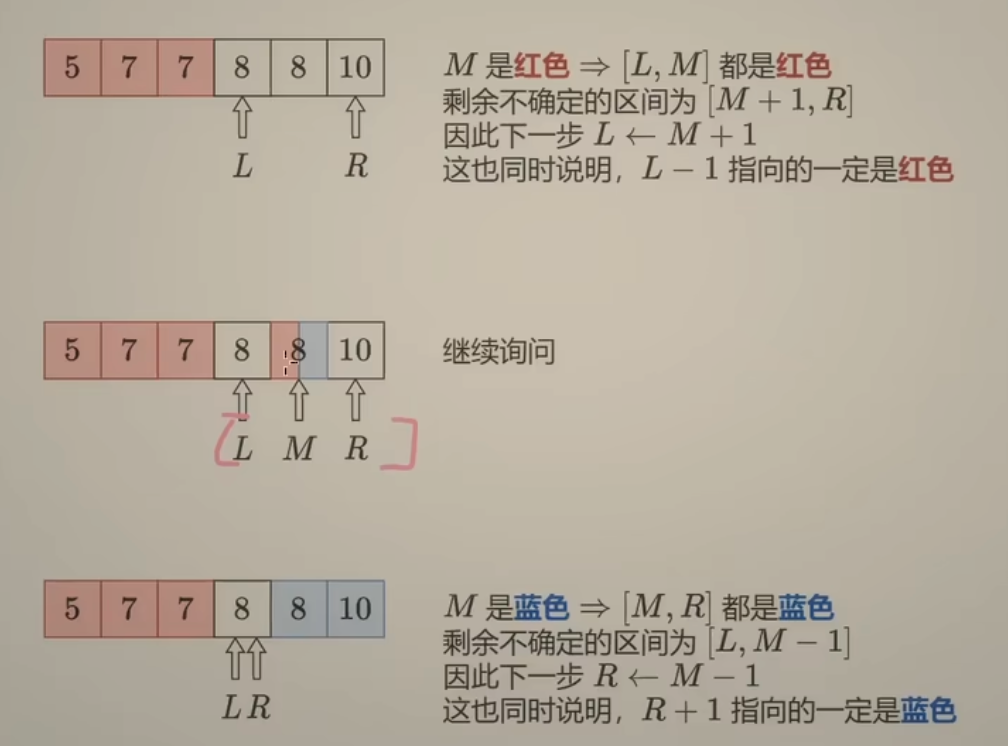 5 7 7 8 8 10
L R
M 是红色 ⇒ [L, M] 都是红色
剩余不确定的区间为 [M + 1, R]
因此下一步 L ← M + 1
这也同时说明，L − 1 指向的一定是红色
5 7 7 8 8 10
L M R
继续询问
5 7 7 8 8 10
L R
M 是蓝色 ⇒ [M, R] 都是蓝色
剩余不确定的区间为 [L, M − 1]
因此下一步 R ← M − 1
这也同时说明，R + 1 指向的一定是蓝色